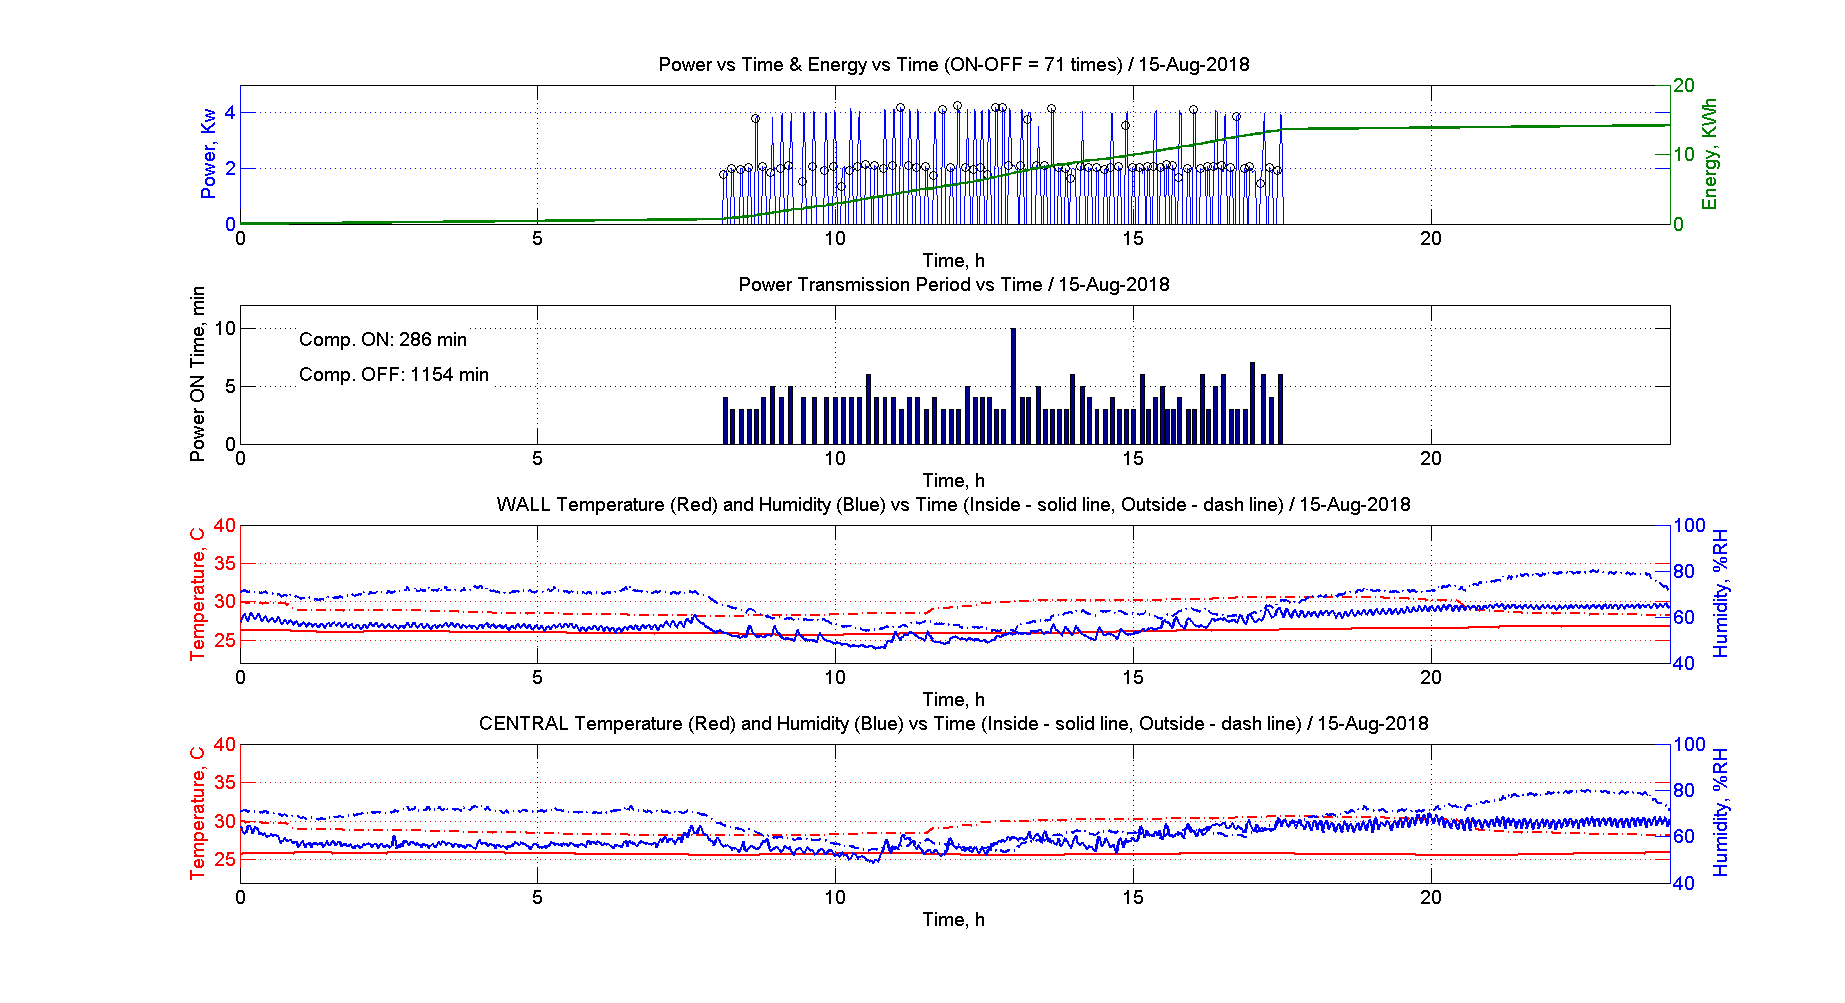 Power vs Time & Energy vs Time (ON-OFF = 71 times) / 15-Aug-2018
Power, Kw
4
2
0
20
10
0
Energy, KWh
0 5 10 15 20
Time, h
Power Transmission Period vs Time / 15-Aug-2018
Power ON Time, min
10
5
0
Comp. ON: 286 min
Comp. OFF: 1154 min
0 5 10 15 20
Time, h
WALL Temperature (Red) and Humidity (Blue) vs Time (Inside - solid line, Outside - dash line) / 15-Aug-2018
Temperature, C
40
35
30
25
100
80
60
40
Humidity, %RH
0 5 10 15 20
Time, h
CENTRAL Temperature (Red) and Humidity (Blue) vs Time (Inside - solid line, Outside - dash line) / 15-Aug-2018
Temperature, C
40
35
30
25
100
80
60
40
Humidity, %RH
0 5 10 15 20
Time, h